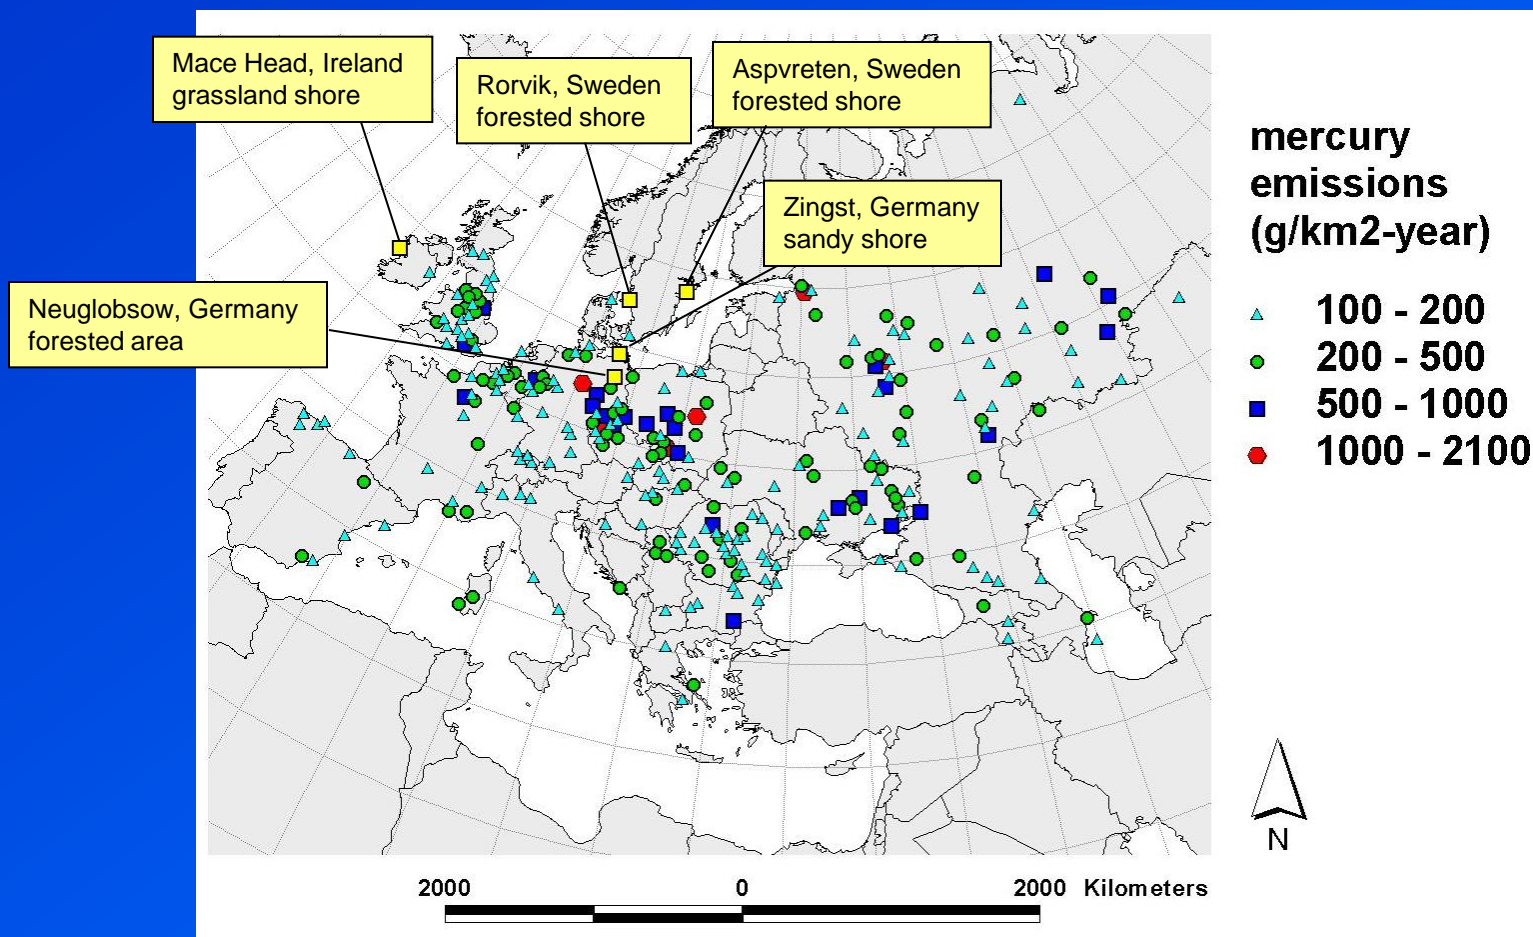 Mace Head, Ireland
grassland shore
Rorvik, Sweden
forested shore
Aspvreten, Sweden
forested shore
Zingst, Germany
sandy shore
Neuglobsow, Germany
forested area
mercury
emissions
(g/km2-year)
100 - 200
200 - 500
500 - 1000
1000 - 2100
N
2000 0 2000 Kilometers